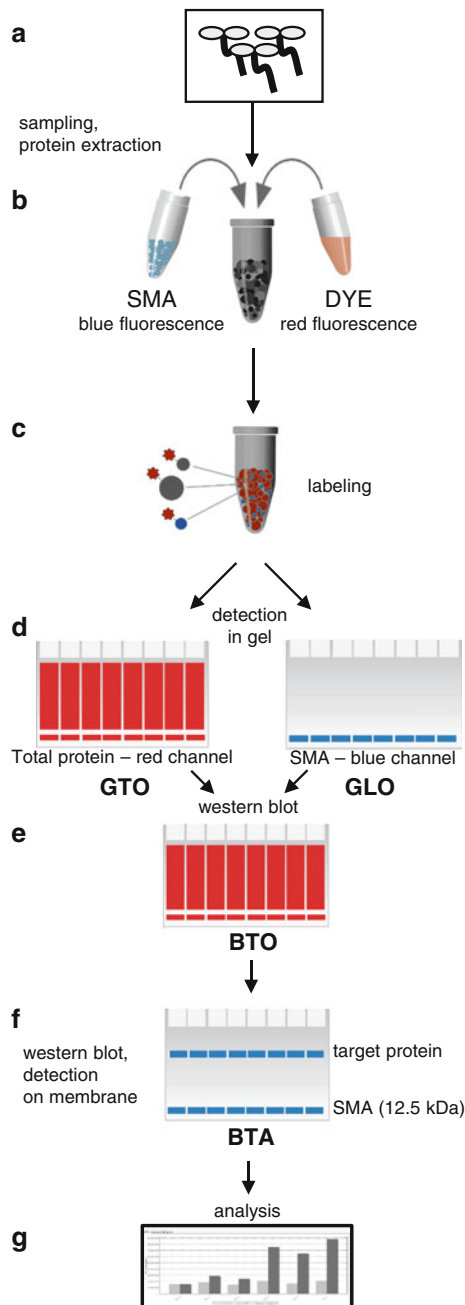 a
sampling,
protein extraction
b
SMA
blue fluorescence
DYE
red fluorescence
c
labeling
detection
in gel
d
Total protein – red channel
GTO
SMA – blue channel
GLO
western blot
e
BTO
f
western blot,
detection
on membrane
target protein
SMA (12.5 kDa)
BTA
analysis
g